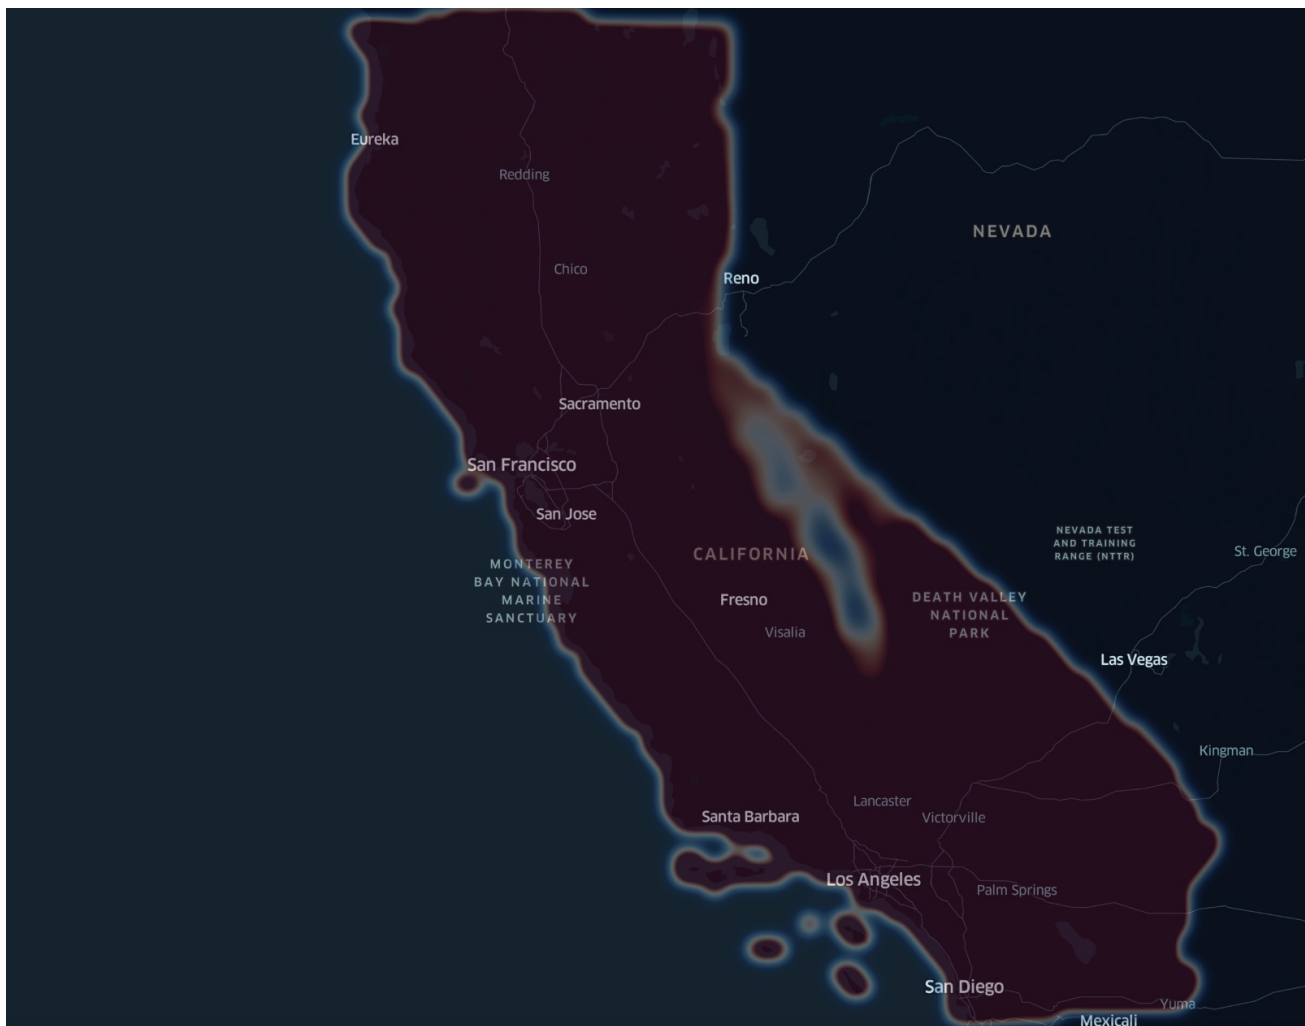 Eureka
Redding
NEVADA
Chico
Reno
Sacramento
San Francisco
San Jose
NEVADA TEST
AND TRAINING
RANGE (NTTR)
St. George
CALIFORNIA
MONTEREY
BAY NATIONAL
MARINE
SANCTUARY
Fresno
DEATH VALLEY
NATIONAL
PARK
Visalia
Las Vegas
Kingman
Lancaster
Santa Barbara
Victorville
Los Angeles
Palm Springs
San Diego
Yuma
Mexicali